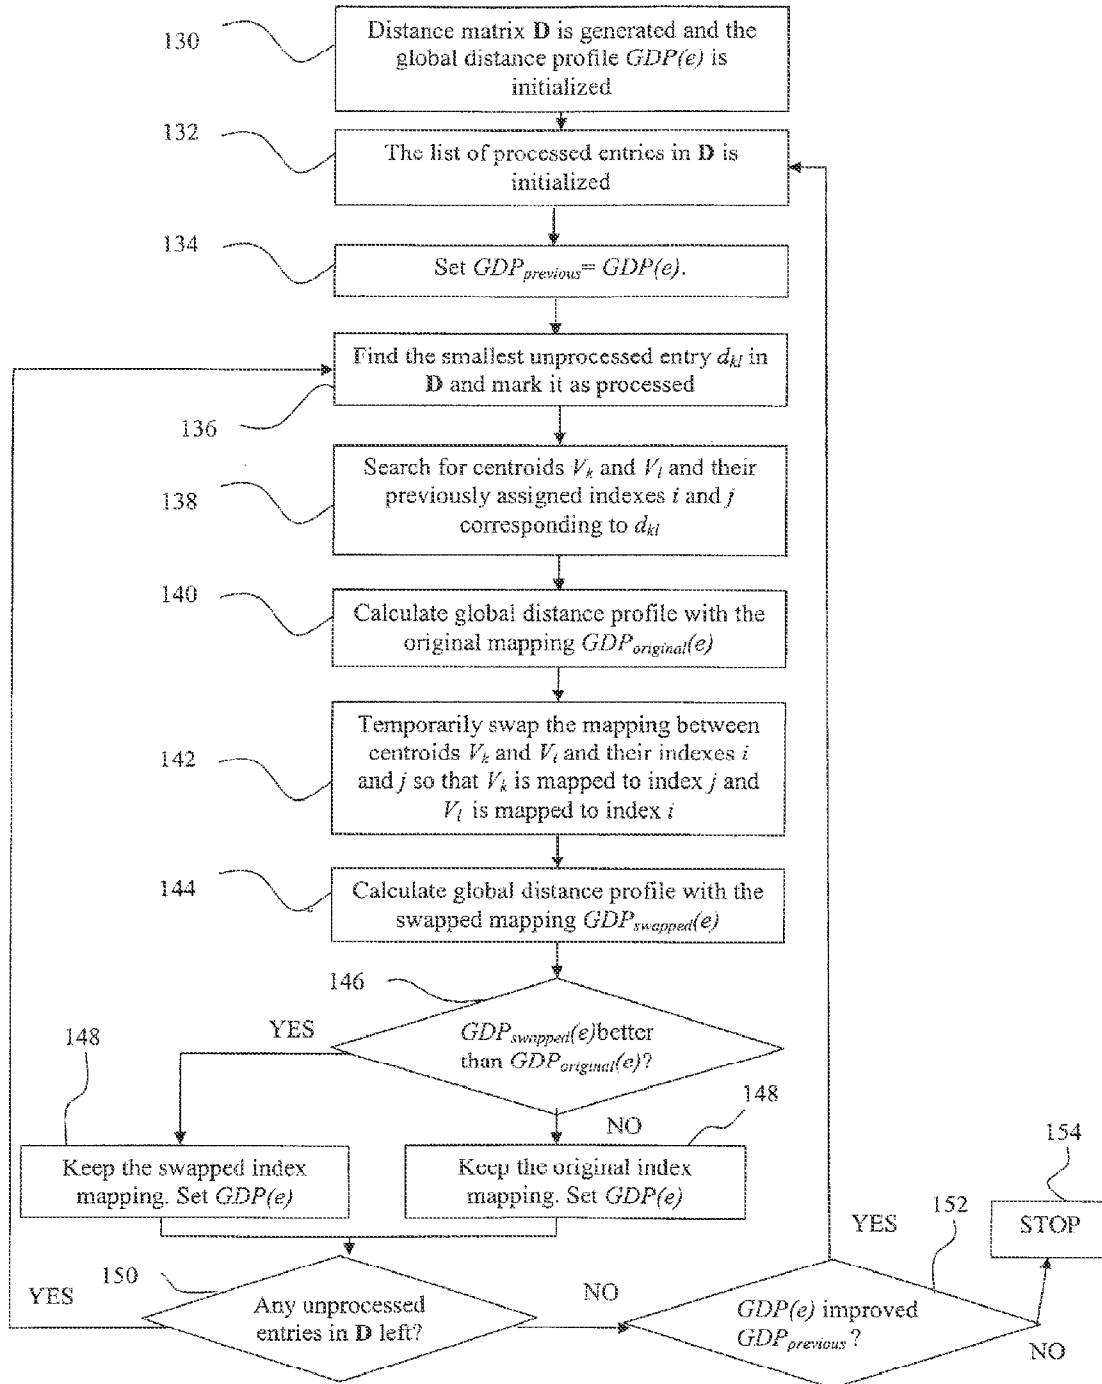 130
Distance matrix D is generated and the
global distance profile GDP(e) is
initialized
132
The list of processed entries in D is
initialized
134
Set GDPprevious= GDP(e).
Find the smallest unprocessed entry dkl in
D and mark it as processed
136
Search for centroids Vk and Vl and their
previously assigned indexes i and j
corresponding to dkl
138
140
Calculate global distance profile with the
original mapping GDPoriginal(e)
Temporarily swap the mapping between
centroids Vk and Vl and their indexes i
and j so that Vk is mapped to index j and
Vl is mapped to index i
142
144
Calculate global distance profile with the
swapped mapping GDPswapped(e)
146
YES
GDPswapped(e)better
than GDPoriginal(e)?
148
148
NO
Keep the swapped index
mapping. Set GDP(e)
Keep the original index
mapping. Set GDP(e)
154
STOP
152
YES
150
YES
Any unprocessed
entries in D left?
NO
GDP(e) improved
GDPprevious?
NO